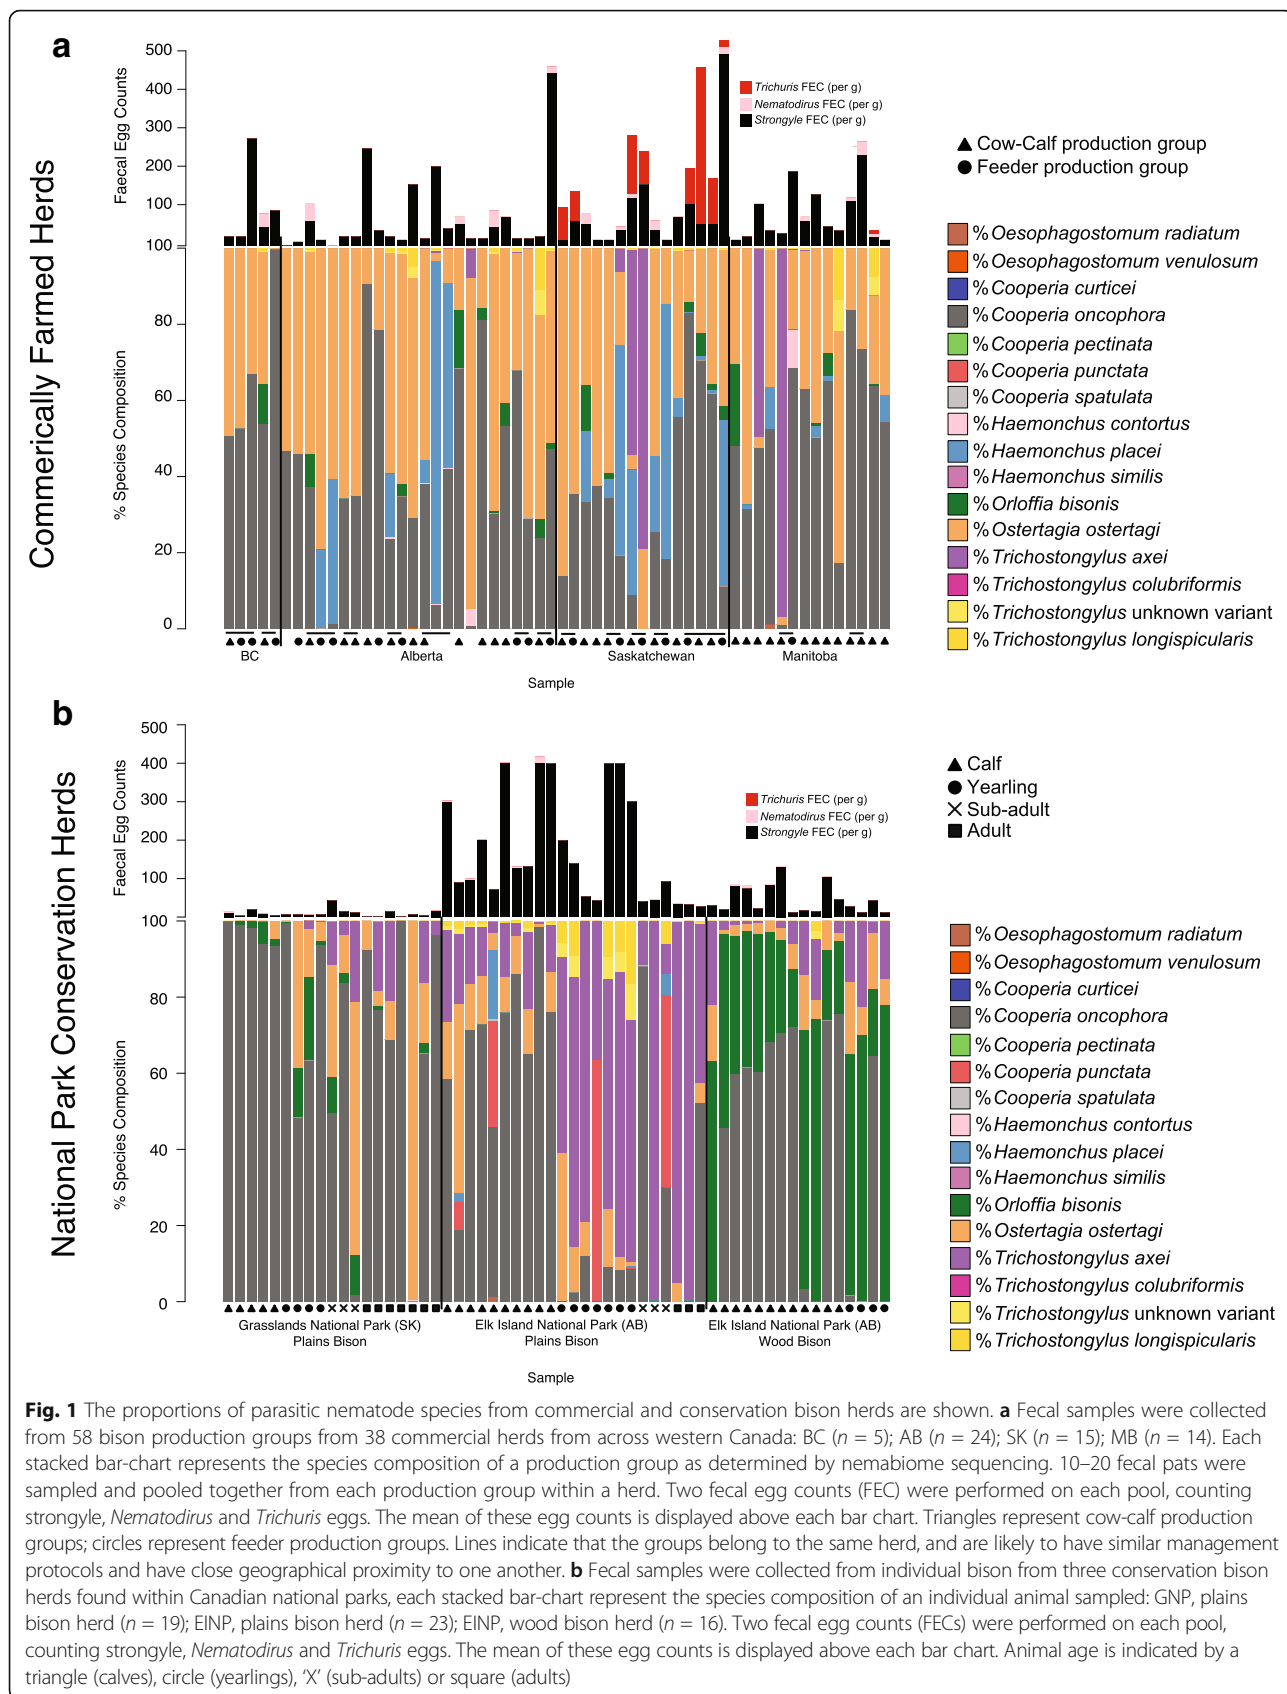 a
Commerically Farmed Herds
Faecal Egg Counts
500
400
300
200
100
Trichuris FEC (per g)
Nematodirus FEC (per g)
Strongyle FEC (per g)
Cow-Calf production group
Feeder production group
% Species Composition
100
80
60
40
20
0
% Oesophagostomum radiatum
% Oesophagostomum venulosum
% Cooperia curticei
% Cooperia oncophora
% Cooperia pectinata
% Cooperia punctata
% Cooperia spatulata
% Haemonchus contortus
% Haemonchus placei
% Haemonchus similis
% Orloffia bisonis
% Ostertagia ostertagi
% Trichostongylus axei
% Trichostongylus colubriformis
% Trichostongylus unknown variant
% Trichostongylus longispicularis
BC Alberta Saskatchewan Manitoba
Sample
b
National Park Conservation Herds
Faecal Egg Counts
500
400
300
200
100
Trichuris FEC (per g)
Nematodirus FEC (per g)
Strongyle FEC (per g)
Calf
Yearling
Sub-adult
Adult
% Species Composition
100
80
60
40
20
0
% Oesophagostomum radiatum
% Oesophagostomum venulosum
% Cooperia curticei
% Cooperia oncophora
% Cooperia pectinata
% Cooperia punctata
% Cooperia spatulata
% Haemonchus contortus
% Haemonchus placei
% Haemonchus similis
% Orloffia bisonis
% Ostertagia ostertagi
% Trichostongylus axei
% Trichostongylus colubriformis
% Trichostongylus unknown variant
% Trichostongylus longispicularis
Grasslands National Park (SK) Elk Island National Park (AB) Elk Island National Park (AB)
Plains Bison Plains Bison Wood Bison
Sample
Fig. 1 The proportions of parasitic nematode species from commercial and conservation bison herds are shown. a Fecal samples were collected
from 58 bison production groups from 38 commercial herds from across western Canada: BC (n = 5); AB (n = 24); SK (n = 15); MB (n = 14). Each
stacked bar-chart represents the species composition of a production group as determined by nemabiome sequencing. 10–20 fecal pats were
sampled and pooled together from each production group within a herd. Two fecal egg counts (FEC) were performed on each pool, counting
strongyle, Nematodirus and Trichuris eggs. The mean of these egg counts is displayed above each bar chart. Triangles represent cow-calf production
groups; circles represent feeder production groups. Lines indicate that the groups belong to the same herd, and are likely to have similar management
protocols and have close geographical proximity to one another. b Fecal samples were collected from individual bison from three conservation bison
herds found within Canadian national parks, each stacked bar-chart represent the species composition of an individual animal sampled: GNP, plains
bison herd (n = 19); EINP, plains bison herd (n = 23); EINP, wood bison herd (n = 16). Two fecal egg counts (FECs) were performed on each pool,
counting strongyle, Nematodirus and Trichuris eggs. The mean of these egg counts is displayed above each bar chart. Animal age is indicated by a
triangle (calves), circle (yearlings), ‘X’ (sub-adults) or square (adults)